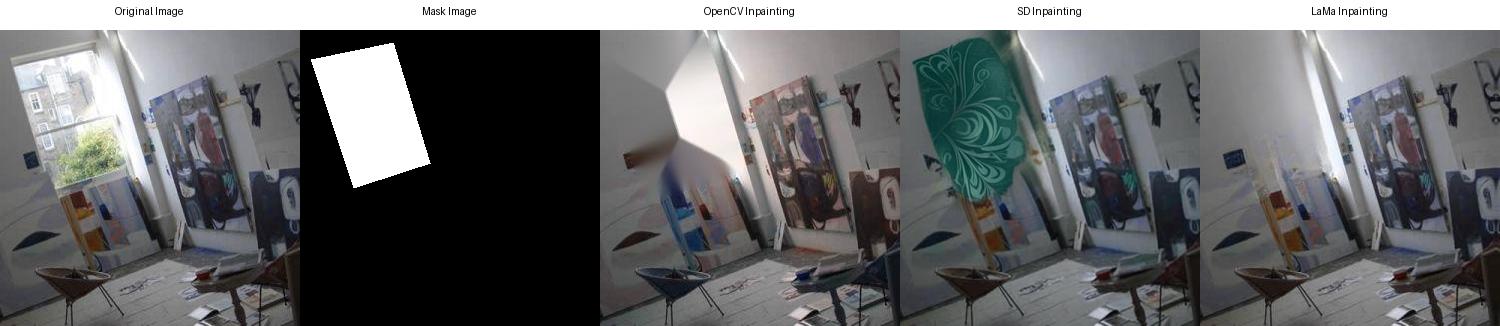 Original Image
Mask Image
OpenCV Inpainting
SD Inpainting
LaMa Inpainting